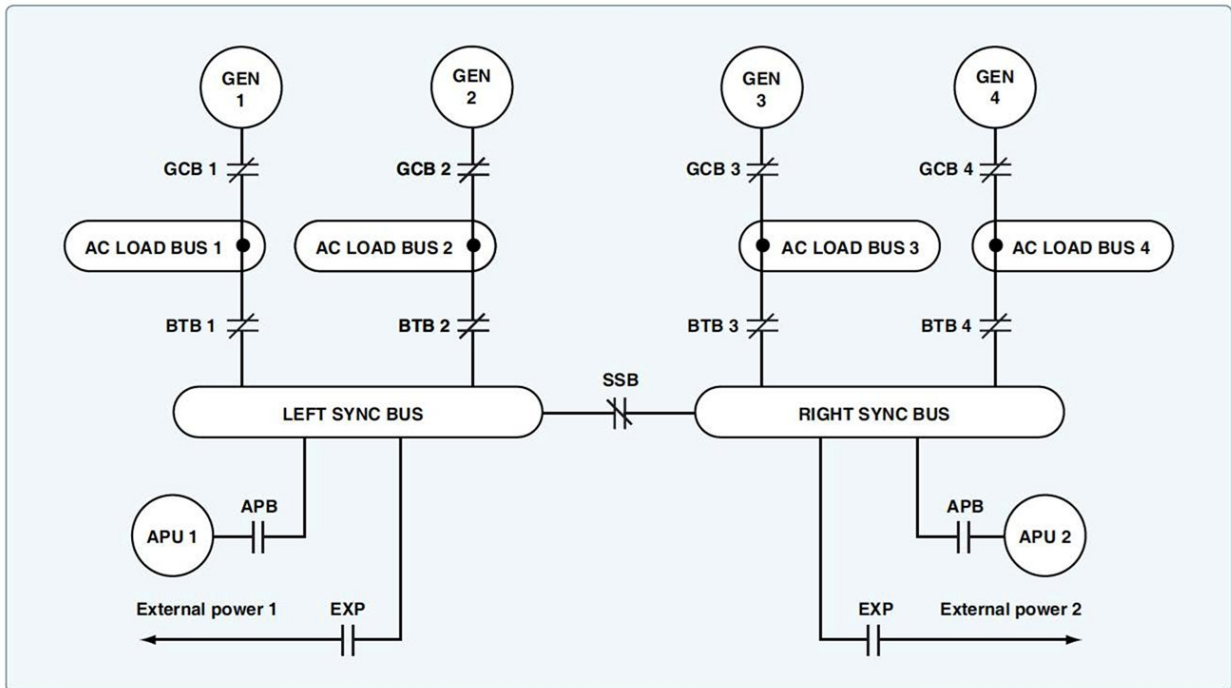 GEN
1
GEN
2
GEN
3
GEN
4
GCB 1
GCB 2
GCB 3
GCB 4
AC LOAD BUS 1
AC LOAD BUS 2
AC LOAD BUS 3
AC LOAD BUS 4
BTB 1
BTB 2
BTB 3
BTB 4
SSB
LEFT SYNC BUS
RIGHT SYNC BUS
APB
APB
APU 1
APU 2
External power 1
EXP
EXP
External power 2